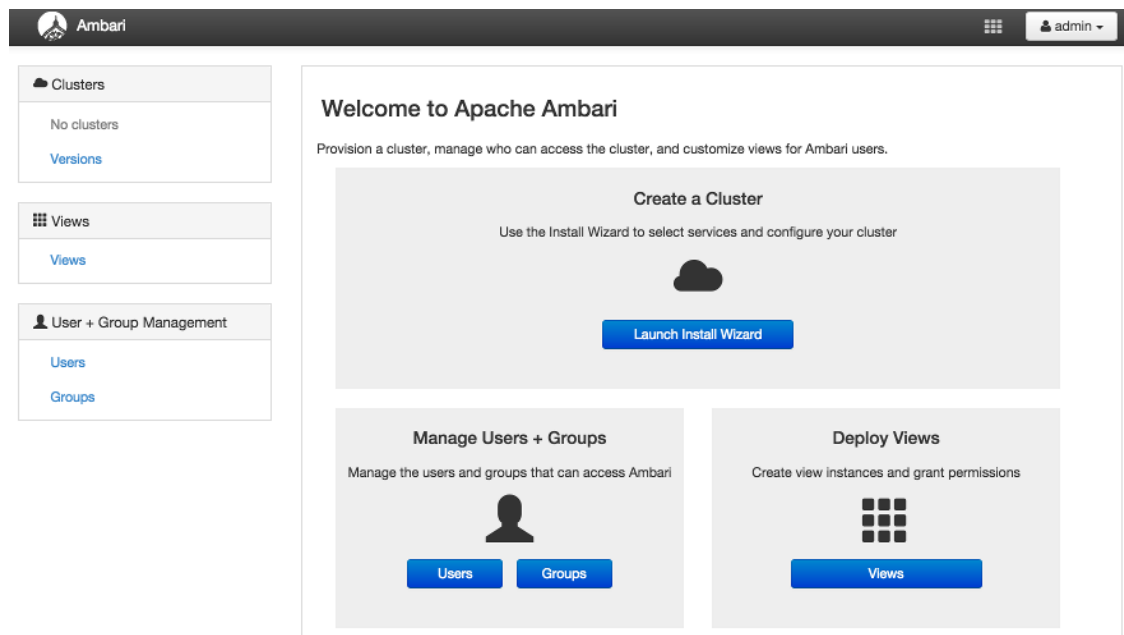 Ambari
admin
Clusters
No clusters
Versions
Views
Views
User + Group Management
Users
Groups
Welcome to Apache Ambari
Provision a cluster, manage who can access the cluster, and customize views for Ambari users.
Create a Cluster
Use the Install Wizard to select services and configure your cluster
Launch Install Wizard
Manage Users + Groups
Manage the users and groups that can access Ambari
Users
Groups
Deploy Views
Create view instances and grant permissions
Views